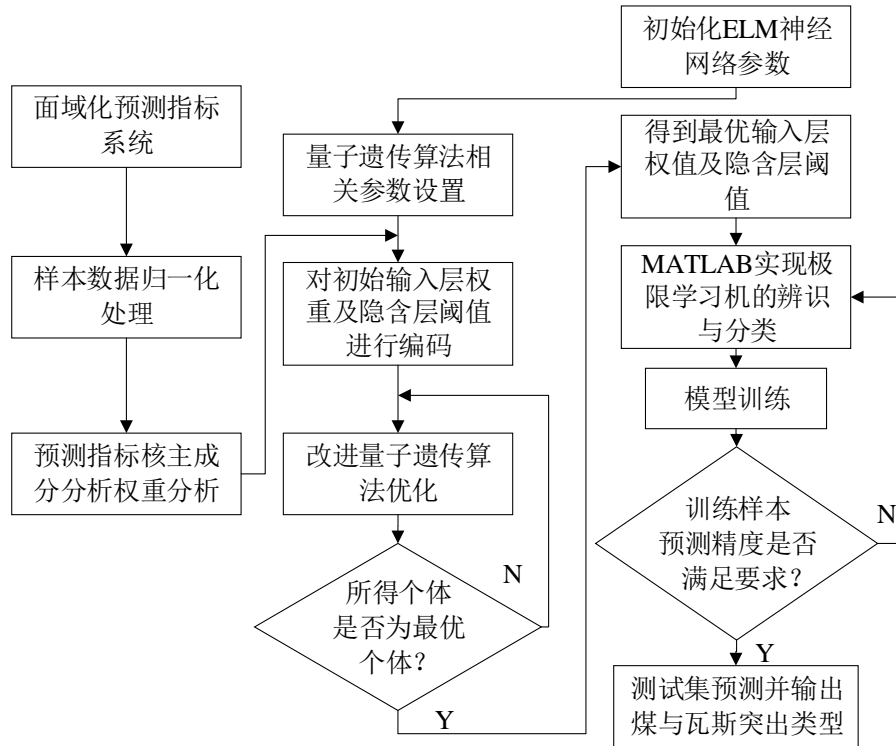 面域化预测指标
系统
样本数据归一化
处理
预测指标核主成
分分析权重分析
初始化ELM神经
网络参数
量子遗传算法相
关参数设置
对初始输入层权
重及隐含层阈值
进行编码
改进量子遗传算
法优化
所得个体
是否为最优
个体?
N
Y
得到最优输入层
权值及隐含层阈
值
MATLAB实现极
限学习机的辨识
与分类
模型训练
训练样本
预测精度是否
满足要求?
N
Y
测试集预测并输出
煤与瓦斯突出类型